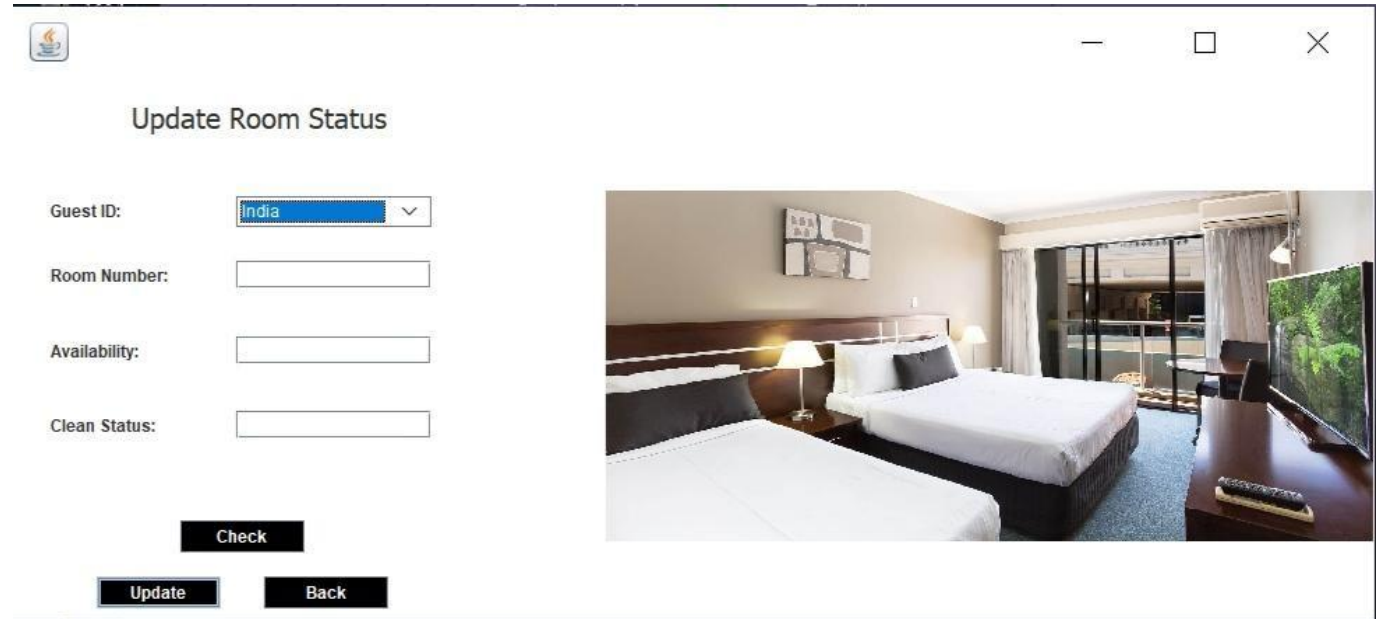 Update Room Status
Guest ID: India
Room Number:
Availability:
Clean Status:
Check
Update Back